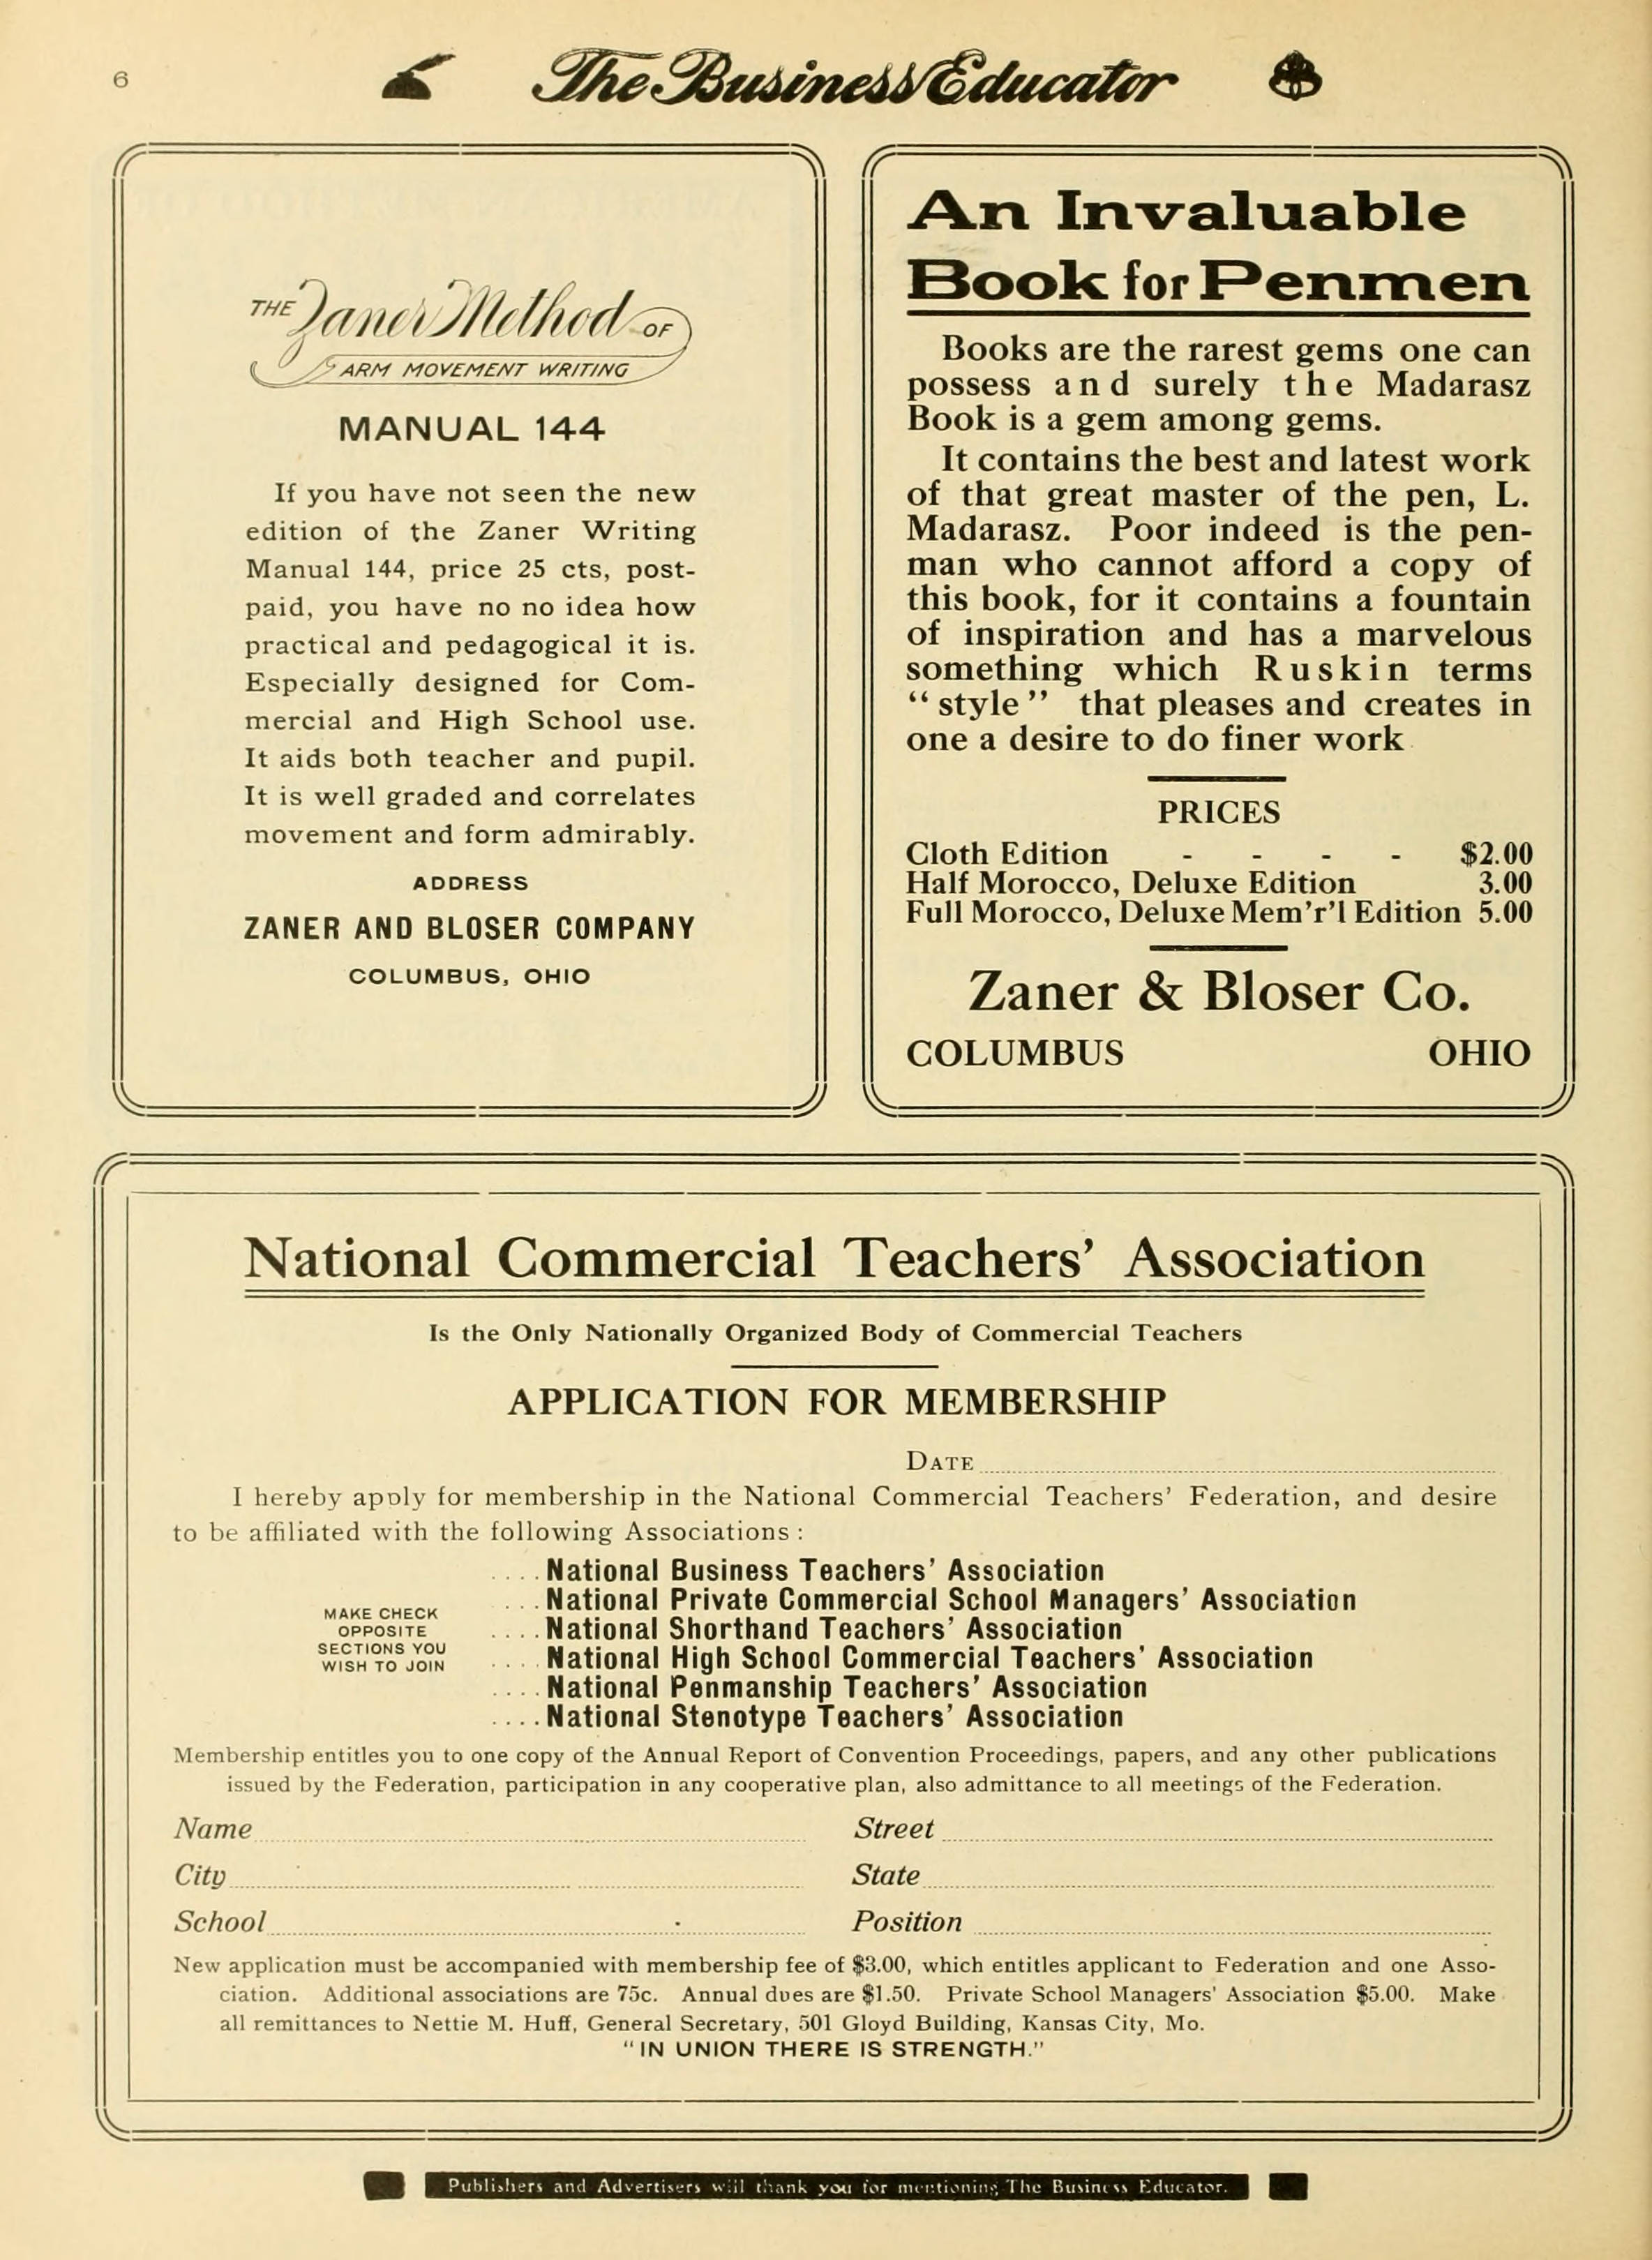 6
The Business Educator
THE Zaner Method OF
ARM MOVEMENT WRITING
MANUAL 144
If you have not seen the new
edition of the Zaner Writing
Manual 144, price 25 cts, post-
paid, you have no no idea how
practical and pedagogical it is.
Especially designed for Com-
mercial and High School use.
It aids both teacher and pupil.
It is well graded and correlates
movement and form admirably.
ADDRESS
ZANER AND BLOSER COMPANY
COLUMBUS, OHIO
An Invaluable
Book for Penmen
Books are the rarest gems one can
possess and surely the Madarasz
Book is a gem among gems.
It contains the best and latest work
of that great master of the pen, L.
Madarasz. Poor indeed is the pen-
man who cannot afford a copy of
this book, for it contains a fountain
of inspiration and has a marvelous
something which Ruskin terms
"style" that pleases and creates in
one a desire to do finer work
PRICES
Cloth Edition - - - - $2.00
Half Morocco, Deluxe Edition 3.00
Full Morocco, Deluxe Mem'r'l Edition 5.00
Zaner & Bloser Co.
COLUMBUS OHIO
National Commercial Teachers' Association
Is the Only Nationally Organized Body of Commercial Teachers
APPLICATION FOR MEMBERSHIP
DATE
I hereby apply for membership in the National Commercial Teachers' Federation, and desire
to be affiliated with the following Associations:
MAKE CHECK
OPPOSITE
SECTIONS YOU
WISH TO JOIN
....National Business Teachers' Association
....National Private Commercial School Managers' Association
....National Shorthand Teachers' Association
....National High School Commercial Teachers' Association
....National Penmanship Teachers' Association
....National Stenotype Teachers' Association
Membership entitles you to one copy of the Annual Report of Convention Proceedings, papers, and any other publications
issued by the Federation, participation in any cooperative plan, also admittance to all meetings of the Federation.
Name Street
City State
School Position
New application must be accompanied with membership fee of $3.00, which entitles applicant to Federation and one Asso-
ciation. Additional associations are 75c. Annual dues are $1.50. Private School Managers' Association $5.00. Make
all remittances to Nettie M. Huff, General Secretary, 501 Gloyd Building, Kansas City, Mo.
"IN UNION THERE IS STRENGTH."
Publishers and Advertisers will thank you for mentioning The Business Educator.